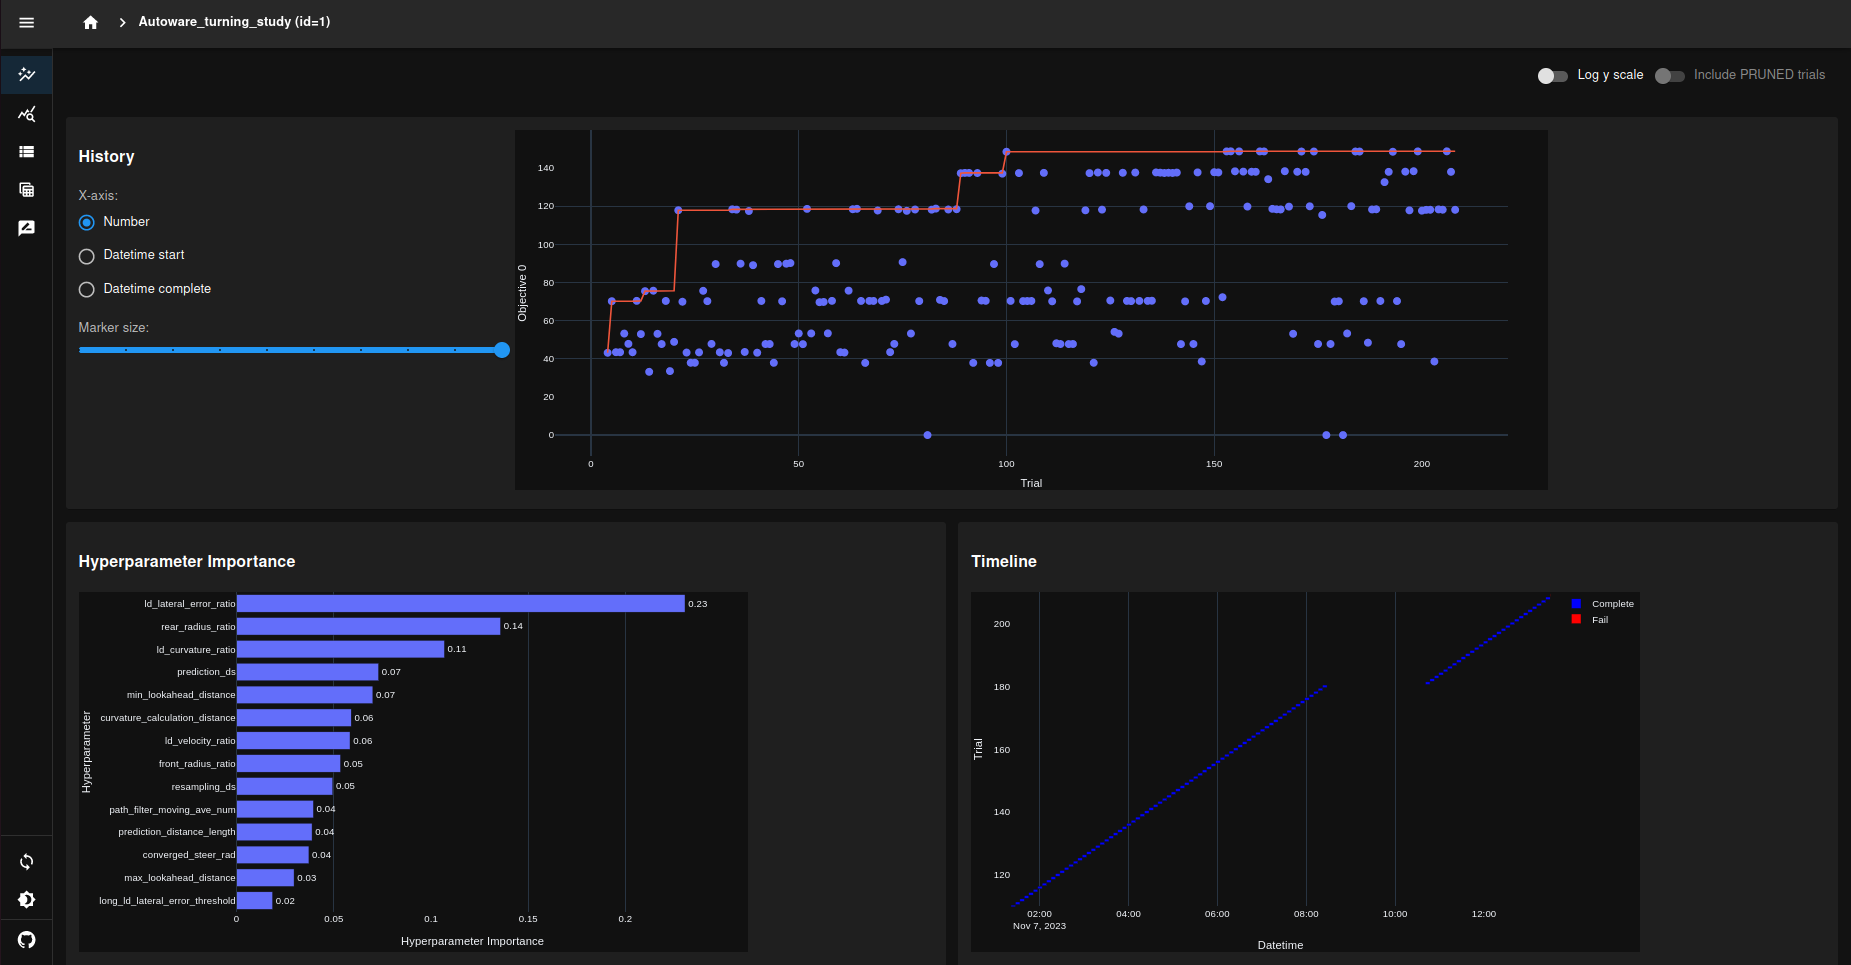 Autoware_turning_study (id=1)
Log y scale
Include PRUNED trials
History
X-axis:
Number
Datetime start
Datetime complete
Marker size:
Objective 0
140
120
100
80
60
40
20
0
0 50 100 150 200
Trial
Hyperparameter Importance
Hyperparameter
ld_lateral_error_ratio 0.23
rear_radius_ratio 0.14
ld_curvature_ratio 0.11
prediction_ds 0.07
min_lookahead_distance 0.07
curvature_calculation_distance 0.06
ld_velocity_ratio 0.06
front_radius_ratio 0.05
resampling_ds 0.05
path_filter_moving_ave_num 0.04
prediction_distance_length 0.04
converged_steer_rad 0.04
max_lookahead_distance 0.03
long_ld_lateral_error_threshold 0.02
0 0.05 0.1 0.15 0.2
Hyperparameter Importance
Timeline
Complete
Fail
Trial
200
180
160
140
120
02:00 04:00 06:00 08:00 10:00 12:00
Nov 7, 2023
Datetime